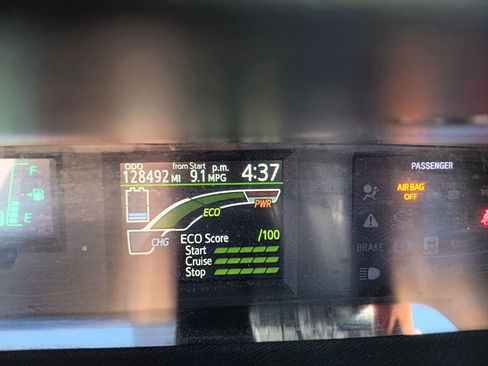 F
E
ODO from Start p.m.
128492 MI 9.1 MPG 4:37
ECO PWR
CHG
ECO Score /100
Start
Cruise
Stop
PASSENGER
AIR BAG
OFF
BRAKE